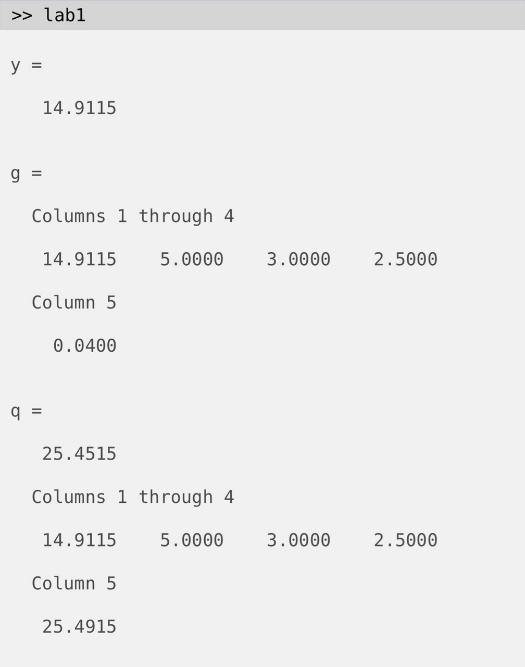 >> lab1
y =
14.9115
g =
Columns 1 through 4
14.9115 5.0000 3.0000 2.5000
Column 5
0.0400
q =
25.4515
Columns 1 through 4
14.9115 5.0000 3.0000 2.5000
Column 5
25.4915